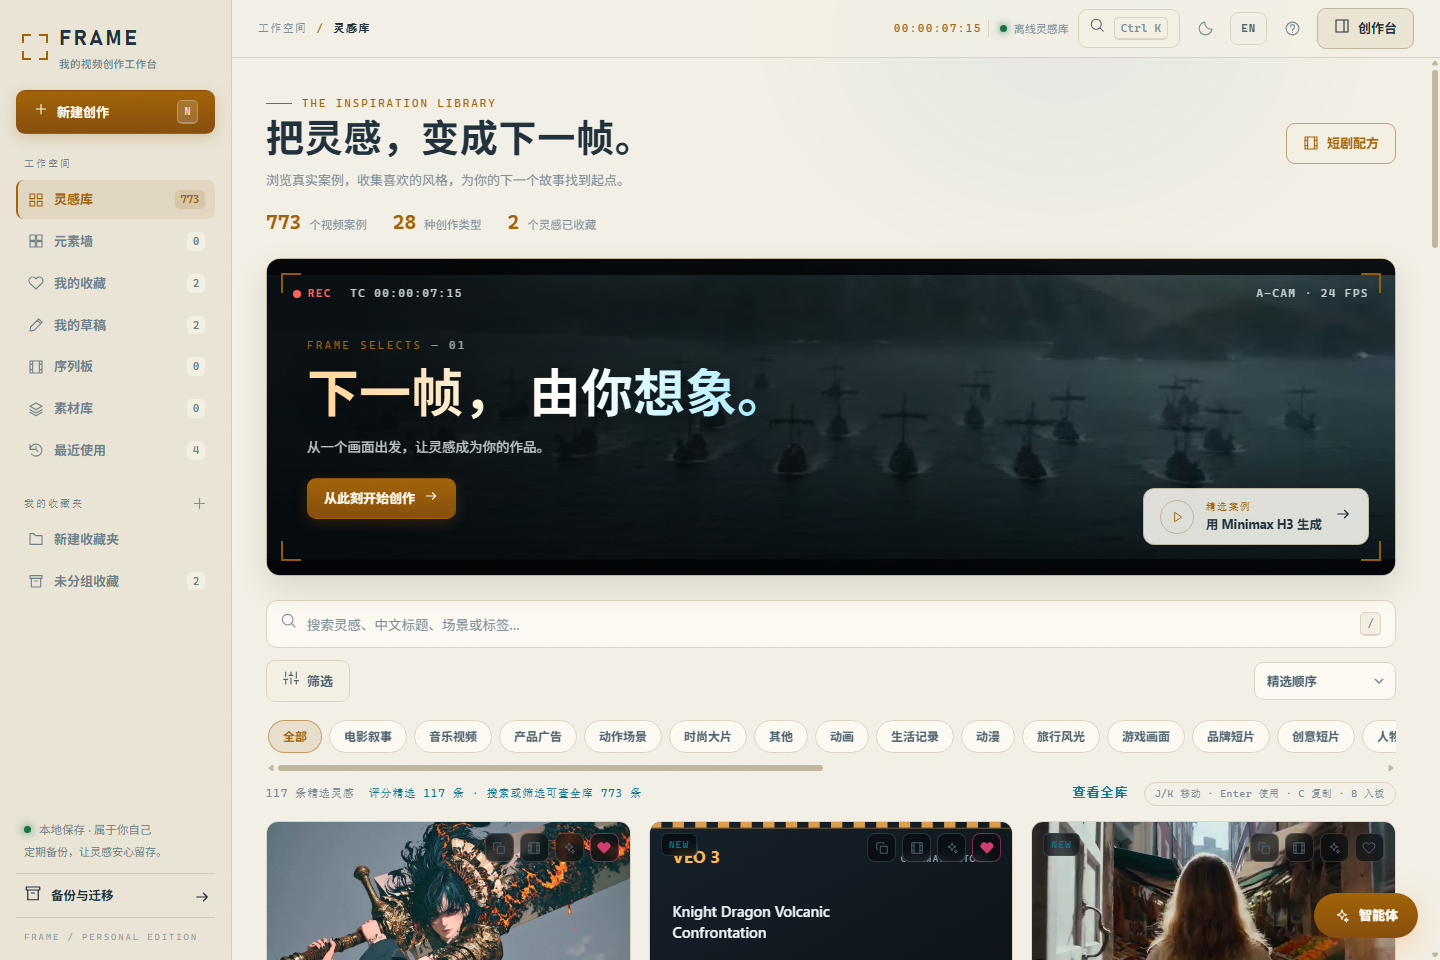 FRAME
我的视频创作工作台
新建创作 N
工作空间
灵感库 773
元素墙 0
我的收藏 2
我的草稿 2
序列板 0
素材库 0
最近使用 4
我的收藏夹
新建收藏夹
未分组收藏 2
本地保存 · 属于你自己
定期备份，让灵感安心留存。
备份与迁移
FRAME / PERSONAL EDITION
工作空间 / 灵感库
00:00:07:15 离线灵感库 Ctrl K EN 创作台
THE INSPIRATION LIBRARY
把灵感，变成下一帧。
短剧配方
浏览真实案例，收集喜欢的风格，为你的下一个故事找到起点。
773 个视频案例 28 种创作类型 2 个灵感已收藏
REC TC 00:00:07:15 A-CAM · 24 FPS
FRAME SELECTS — 01
下一帧， 由你想象。
从一个画面出发，让灵感成为你的作品。
从此刻开始创作
精选案例
用 Minimax H3 生成
搜索灵感、中文标题、场景或标签... /
筛选 精选顺序
全部 电影叙事 音乐视频 产品广告 动作场景 时尚大片 其他 动画 生活记录 动漫 旅行风光 游戏画面 品牌短片 创意短片 人物
117 条精选灵感 评分精选 117 条 · 搜索或筛选可查全库 773 条 查看全库 J/K 移动 · Enter 使用 · C 复制 · B 入板
NEW
VEO 3
Knight Dragon Volcanic
Confrontation
NEW
智能体